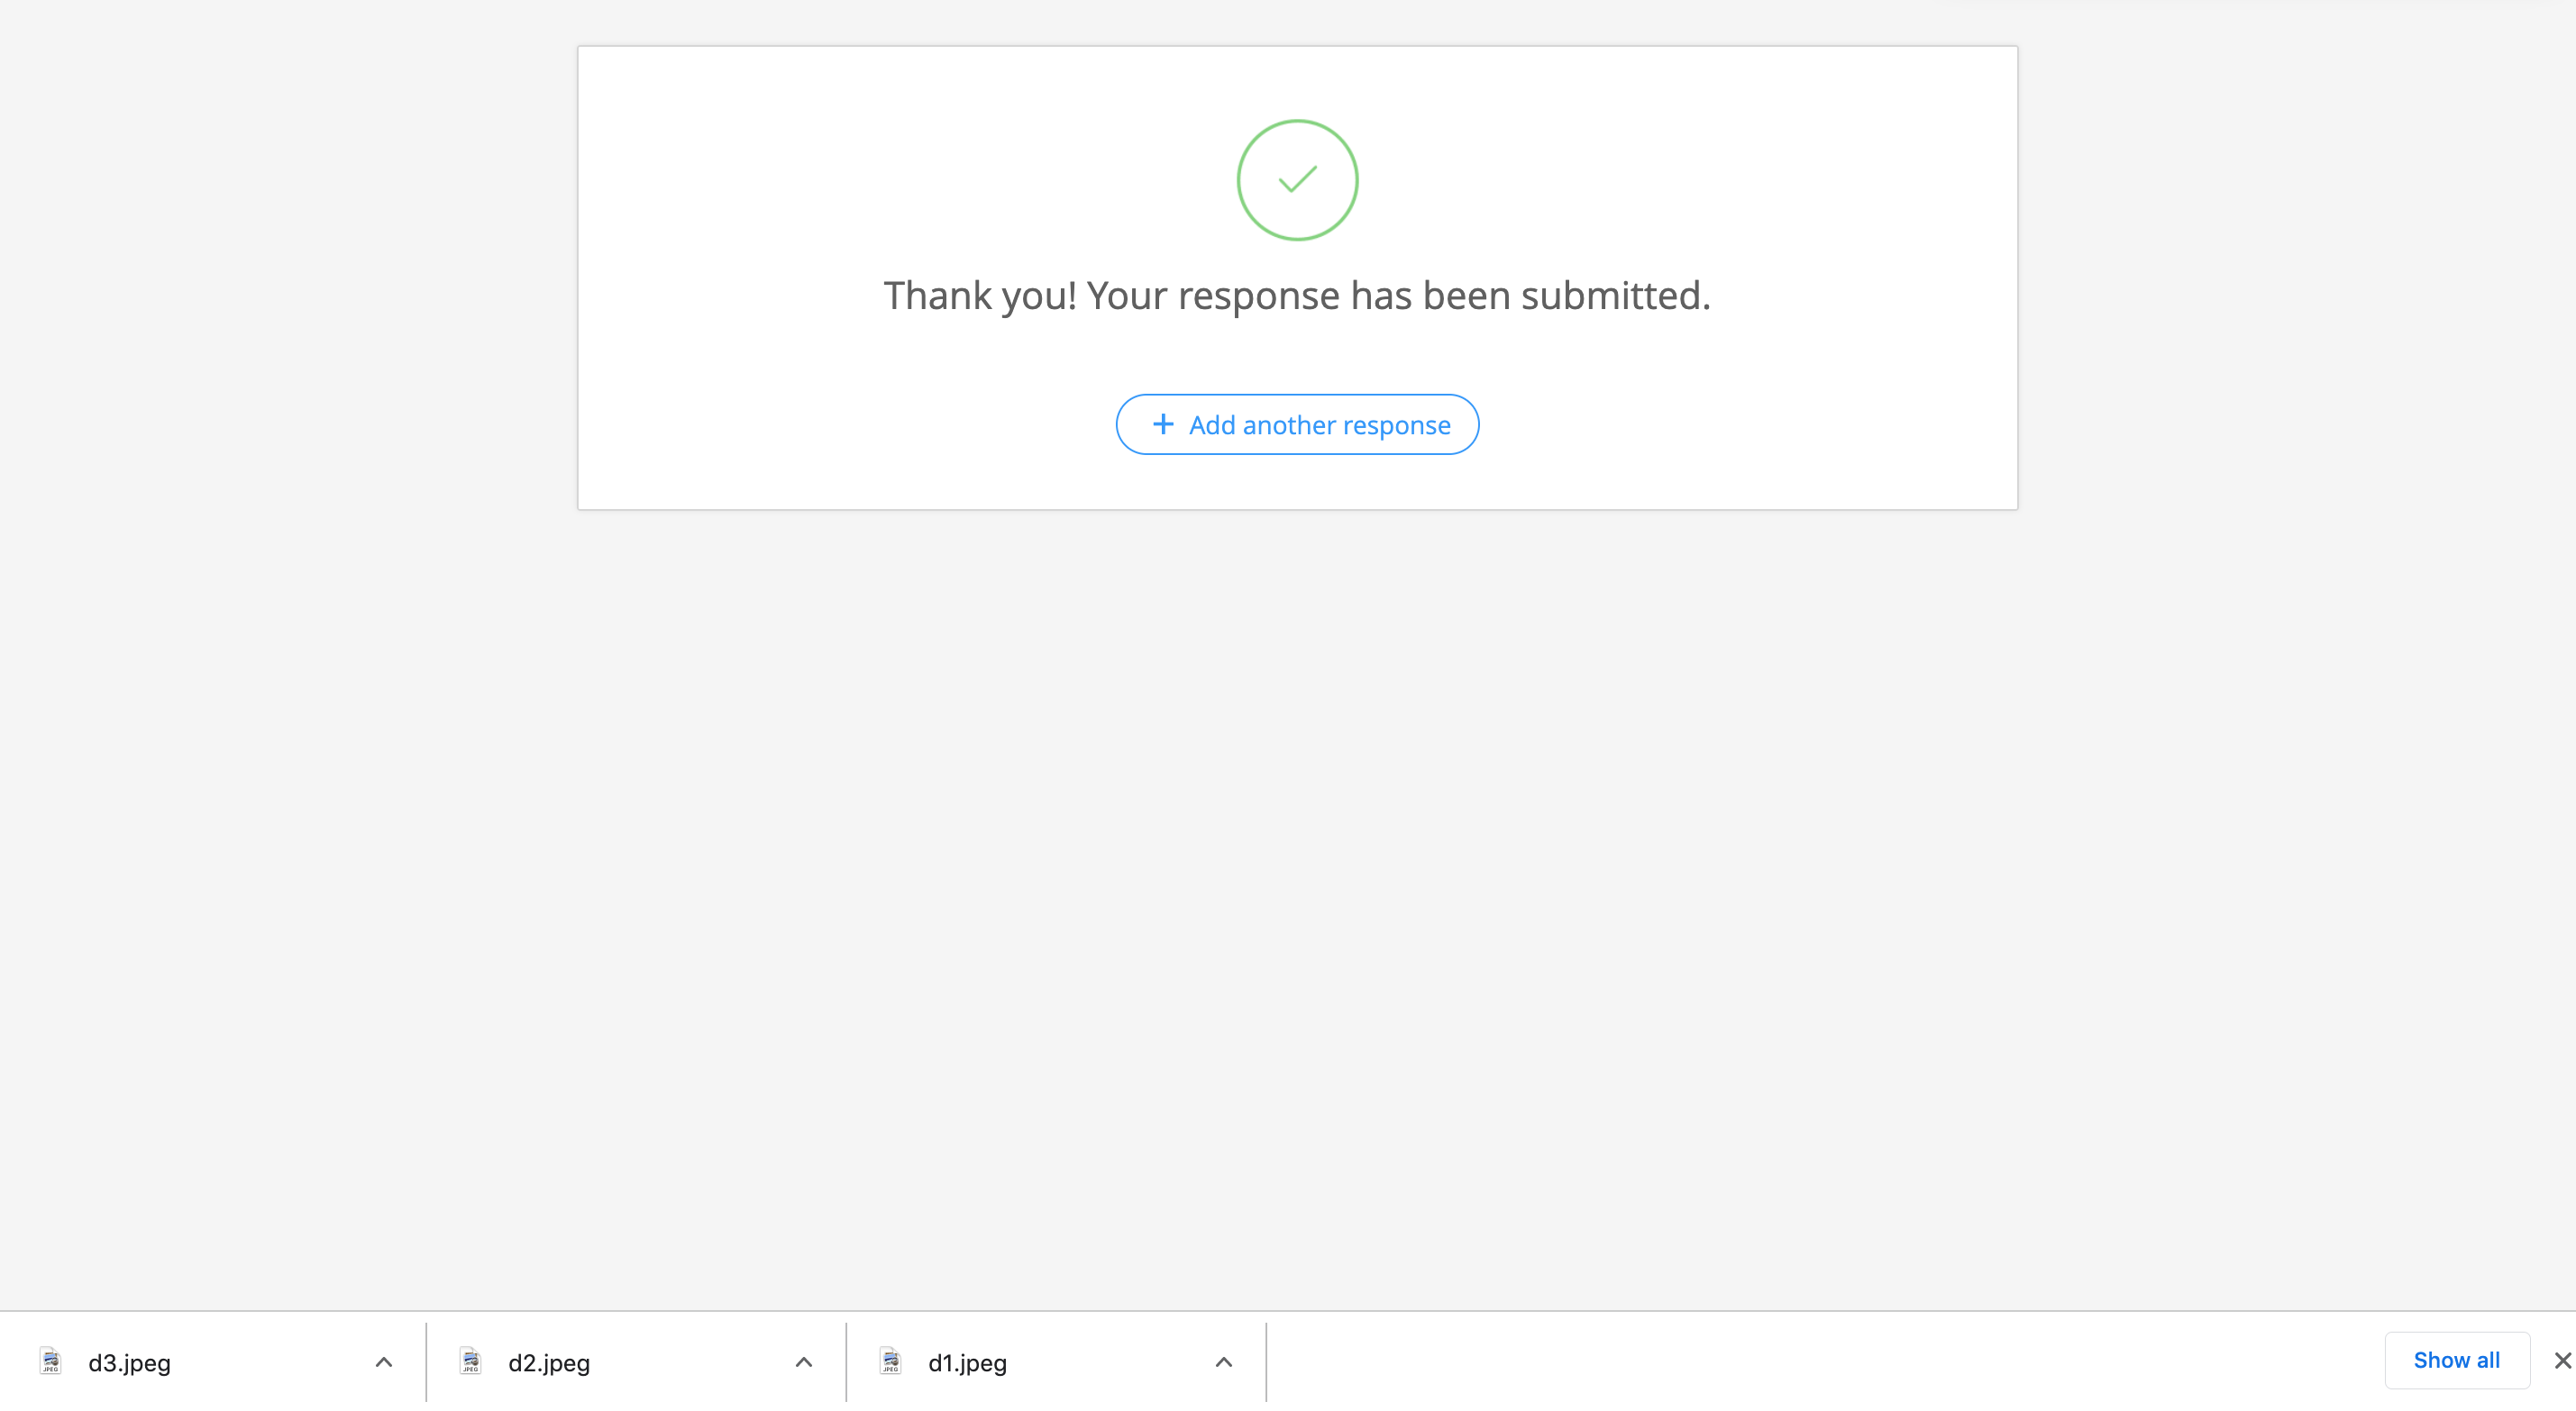 Thank you! Your response has been submitted.
+ Add another response
d3.jpeg
d2.jpeg
d1.jpeg
Show all